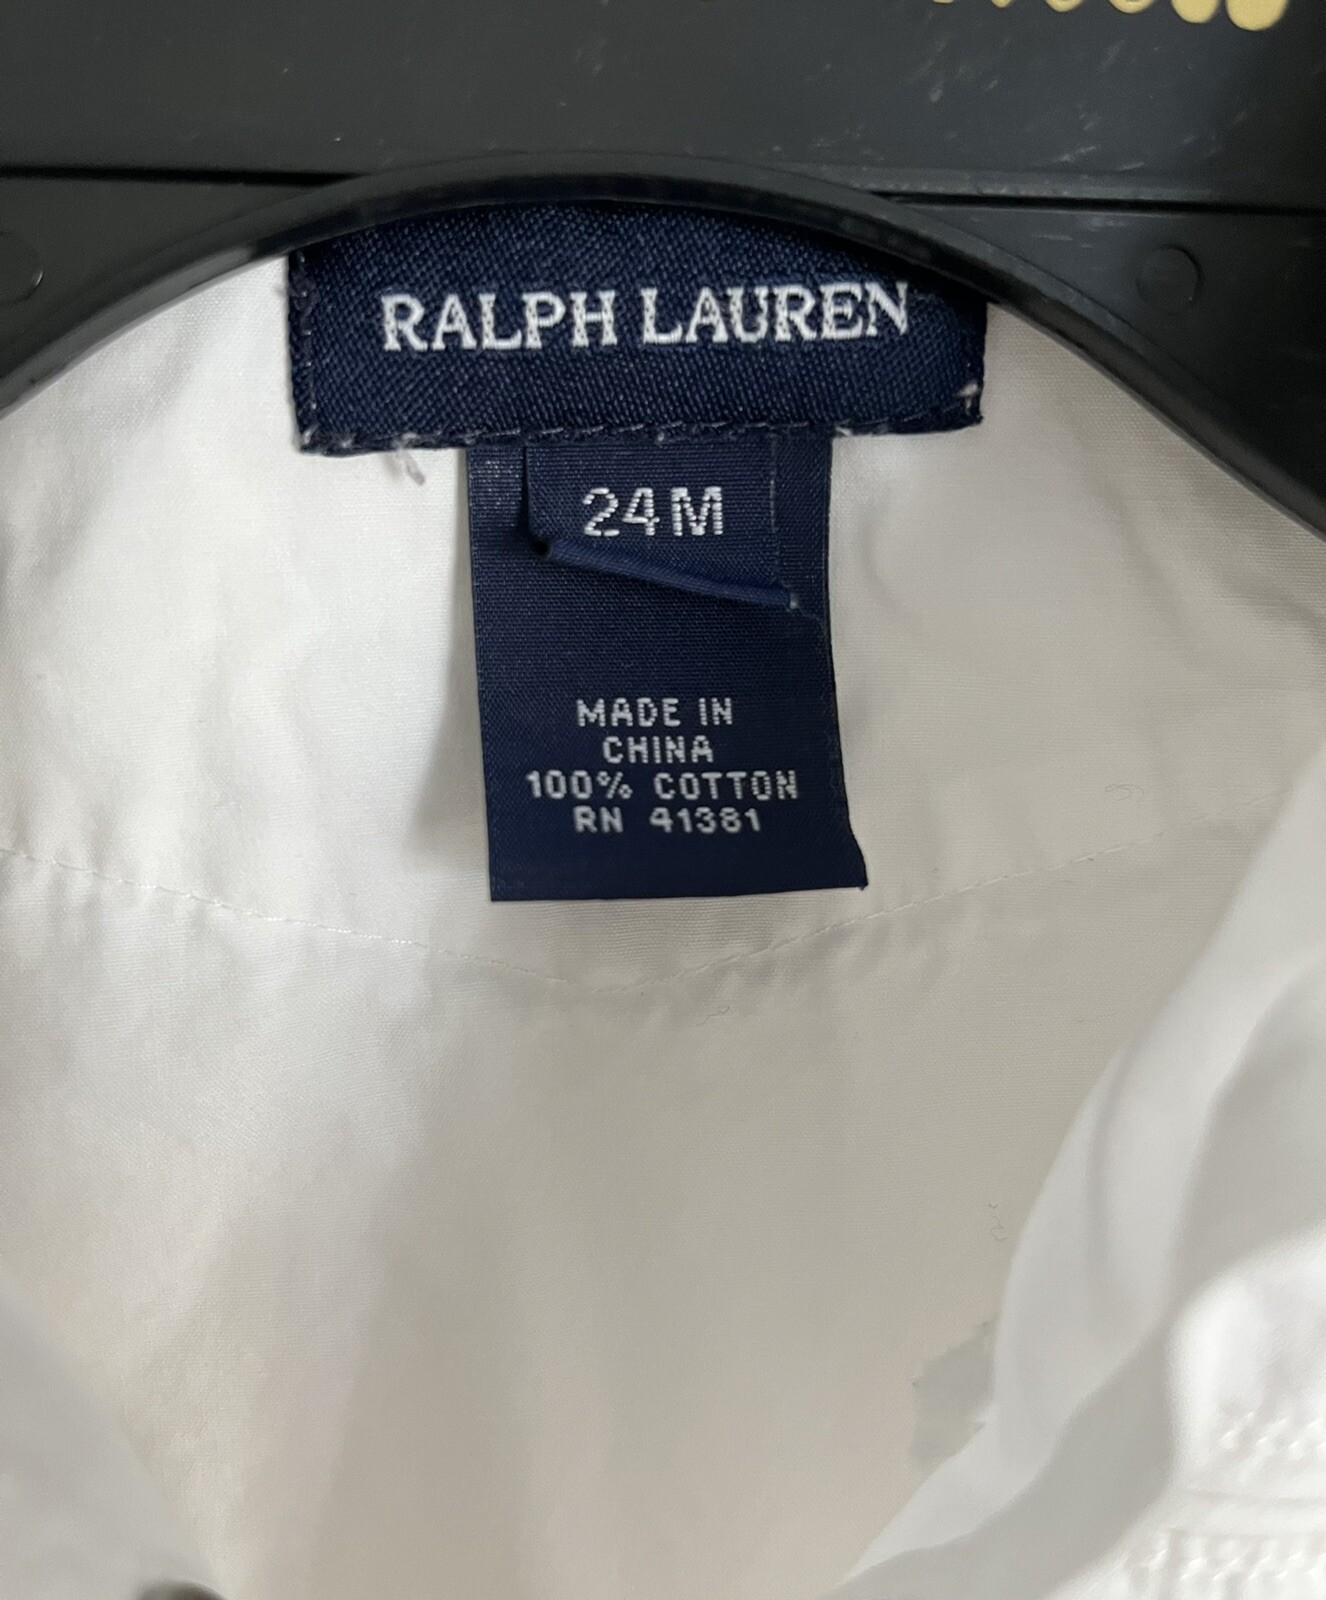 RALPH LAUREN
24M
MADE IN
CHINA
100% COTTON
RN 41381